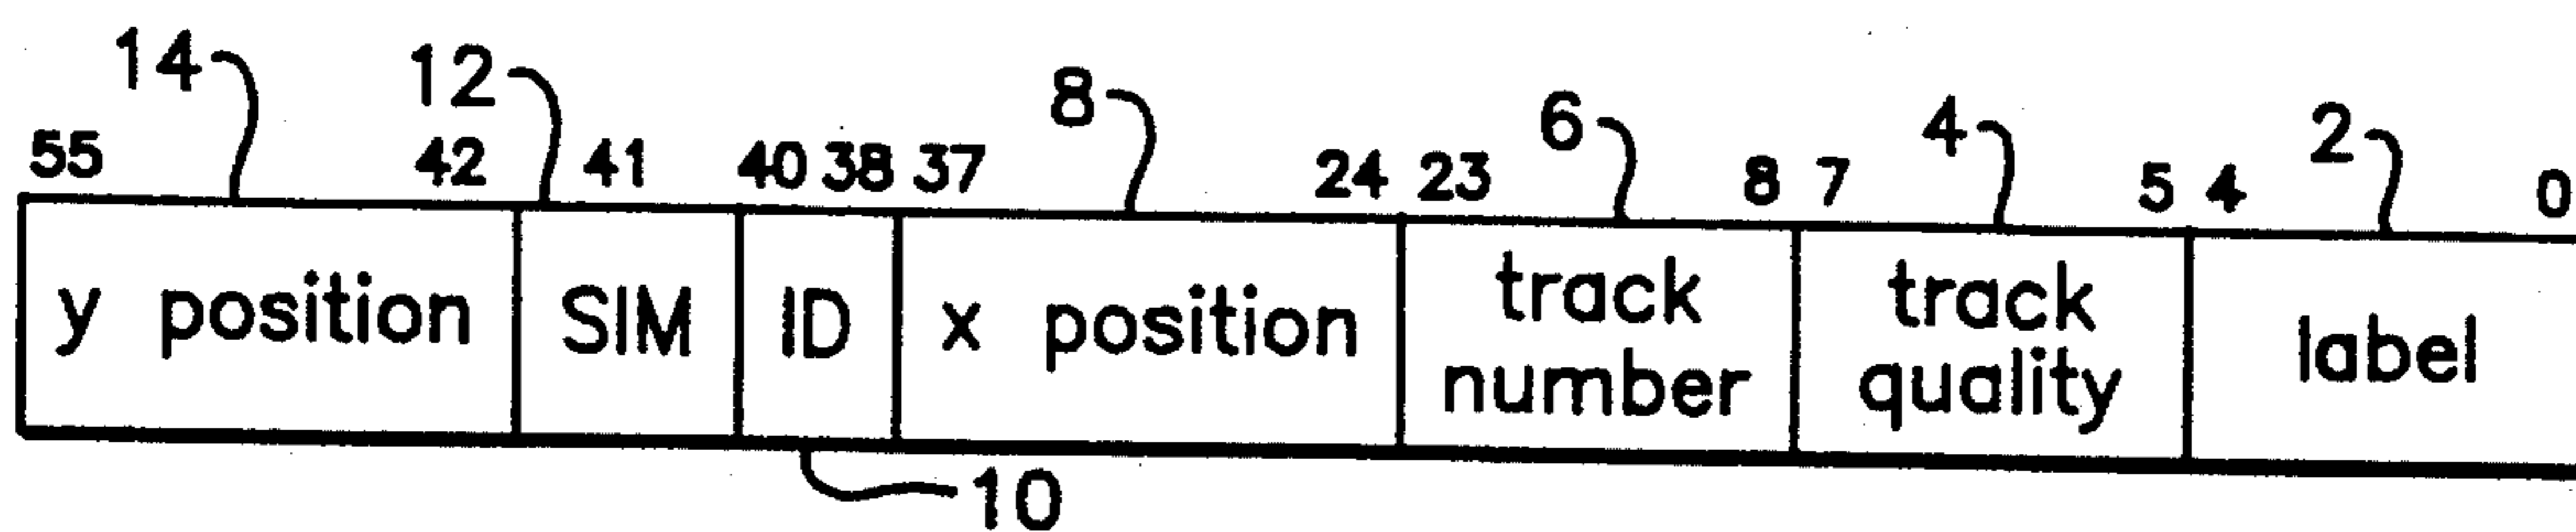 14 12 8 6 4 2
55 42 41 40 38 37 24 23 8 7 5 4 0
y position SIM ID x position track number track quality label
10